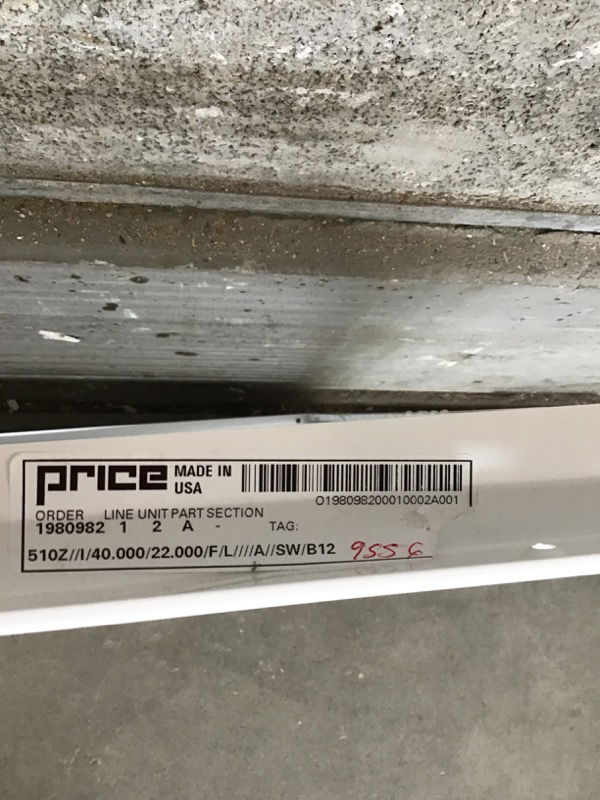 price MADE IN USA
O198098200010002A001
ORDER LINE UNIT PART SECTION
1980982 1 2 A - TAG:
510Z//I/40.000/22.000/F/L////A//SW/B12 9556